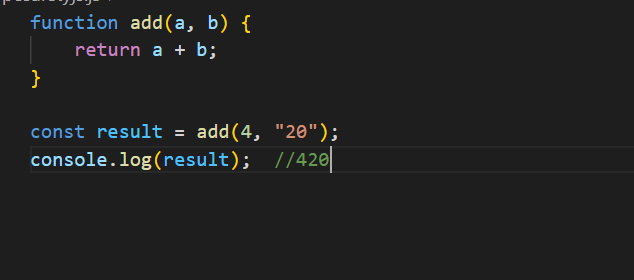 function add(a, b) {
    return a + b;
}
const result = add(4, "20");
console.log(result);  //420